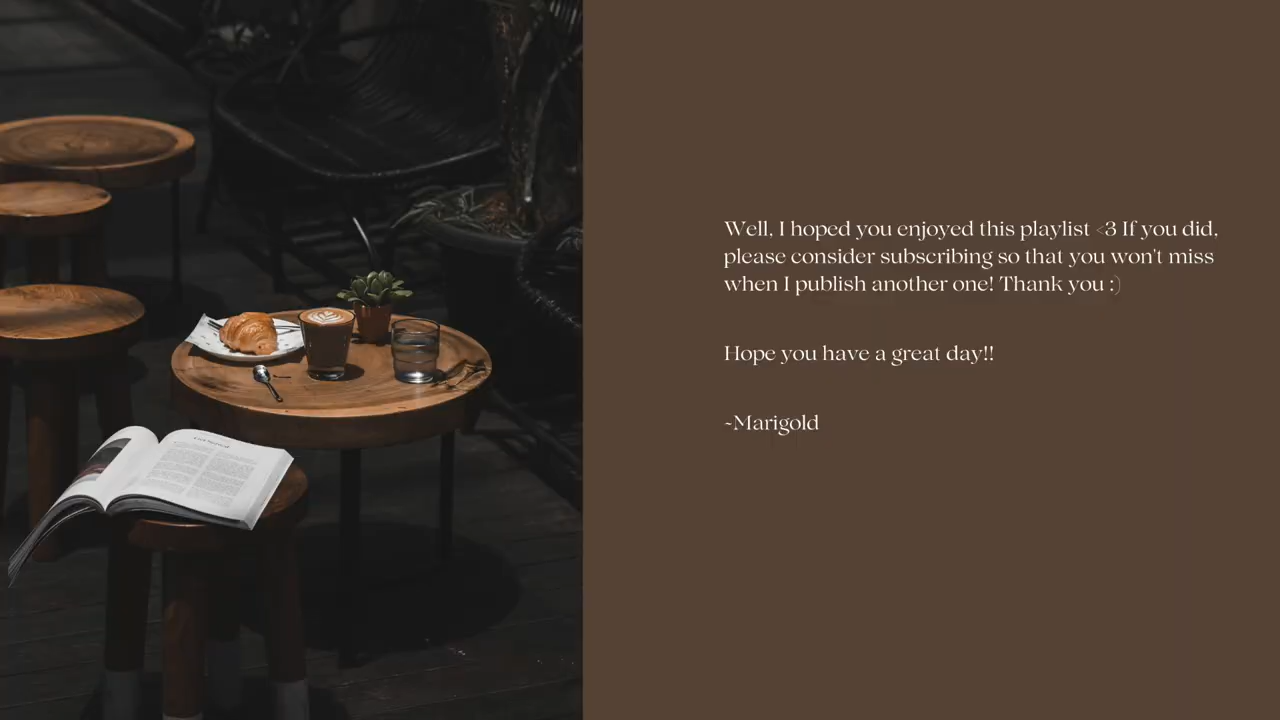 Well, I hoped you enjoyed this playlist <3 If you did,
please consider subscribing so that you won't miss
when I publish another one! Thank you :)
Hope you have a great day!!
~Marigold